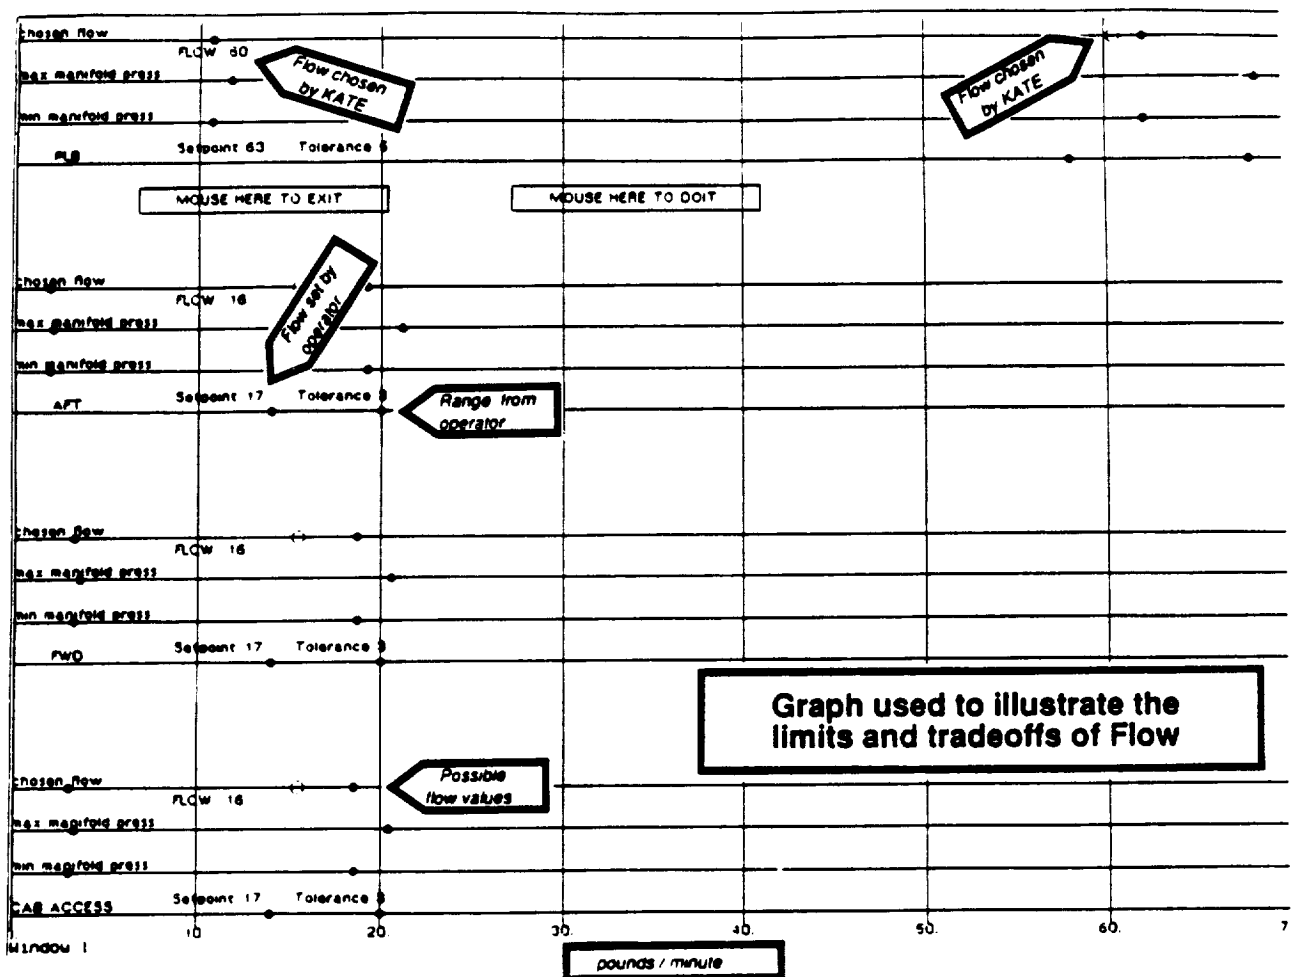 chosen flow
FLOW 60
max manifold press
min manifold press
Setpoint 63 Tolerance 5
PLB
Flow chosen
by KATE
Flow chosen
by KATE
MOUSE HERE TO EXIT
MOUSE HERE TO DOIT
chosen flow
FLOW 16
max manifold press
min manifold press
Setpoint 17 Tolerance 3
AFT
Flow set by
operator
Range from
operator
chosen flow
FLOW 16
max manifold press
min manifold press
Setpoint 17 Tolerance 3
FWD
Graph used to illustrate the
limits and tradeoffs of Flow
chosen flow
FLOW 16
max manifold press
min manifold press
Setpoint 17 Tolerance 3
CAB ACCESS
Possible
flow values
10. 20. 30. 40. 50. 60. 7
Window 1
pounds / minute